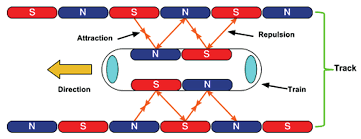 S N S N S N
Attraction
Repulsion
N S
Track
S N
Direction
Train
N S N S N S